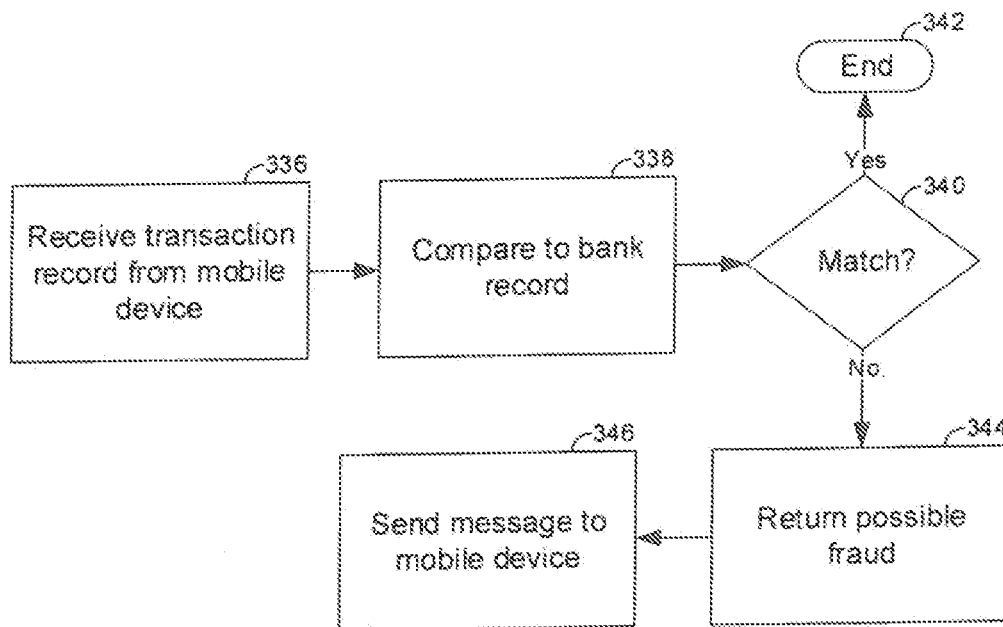 342
End
Yes
336
Receive transaction
record from mobile
device
338
Compare to bank
record
340
Match?
No.
344
Return possible
fraud
346
Send message to
mobile device